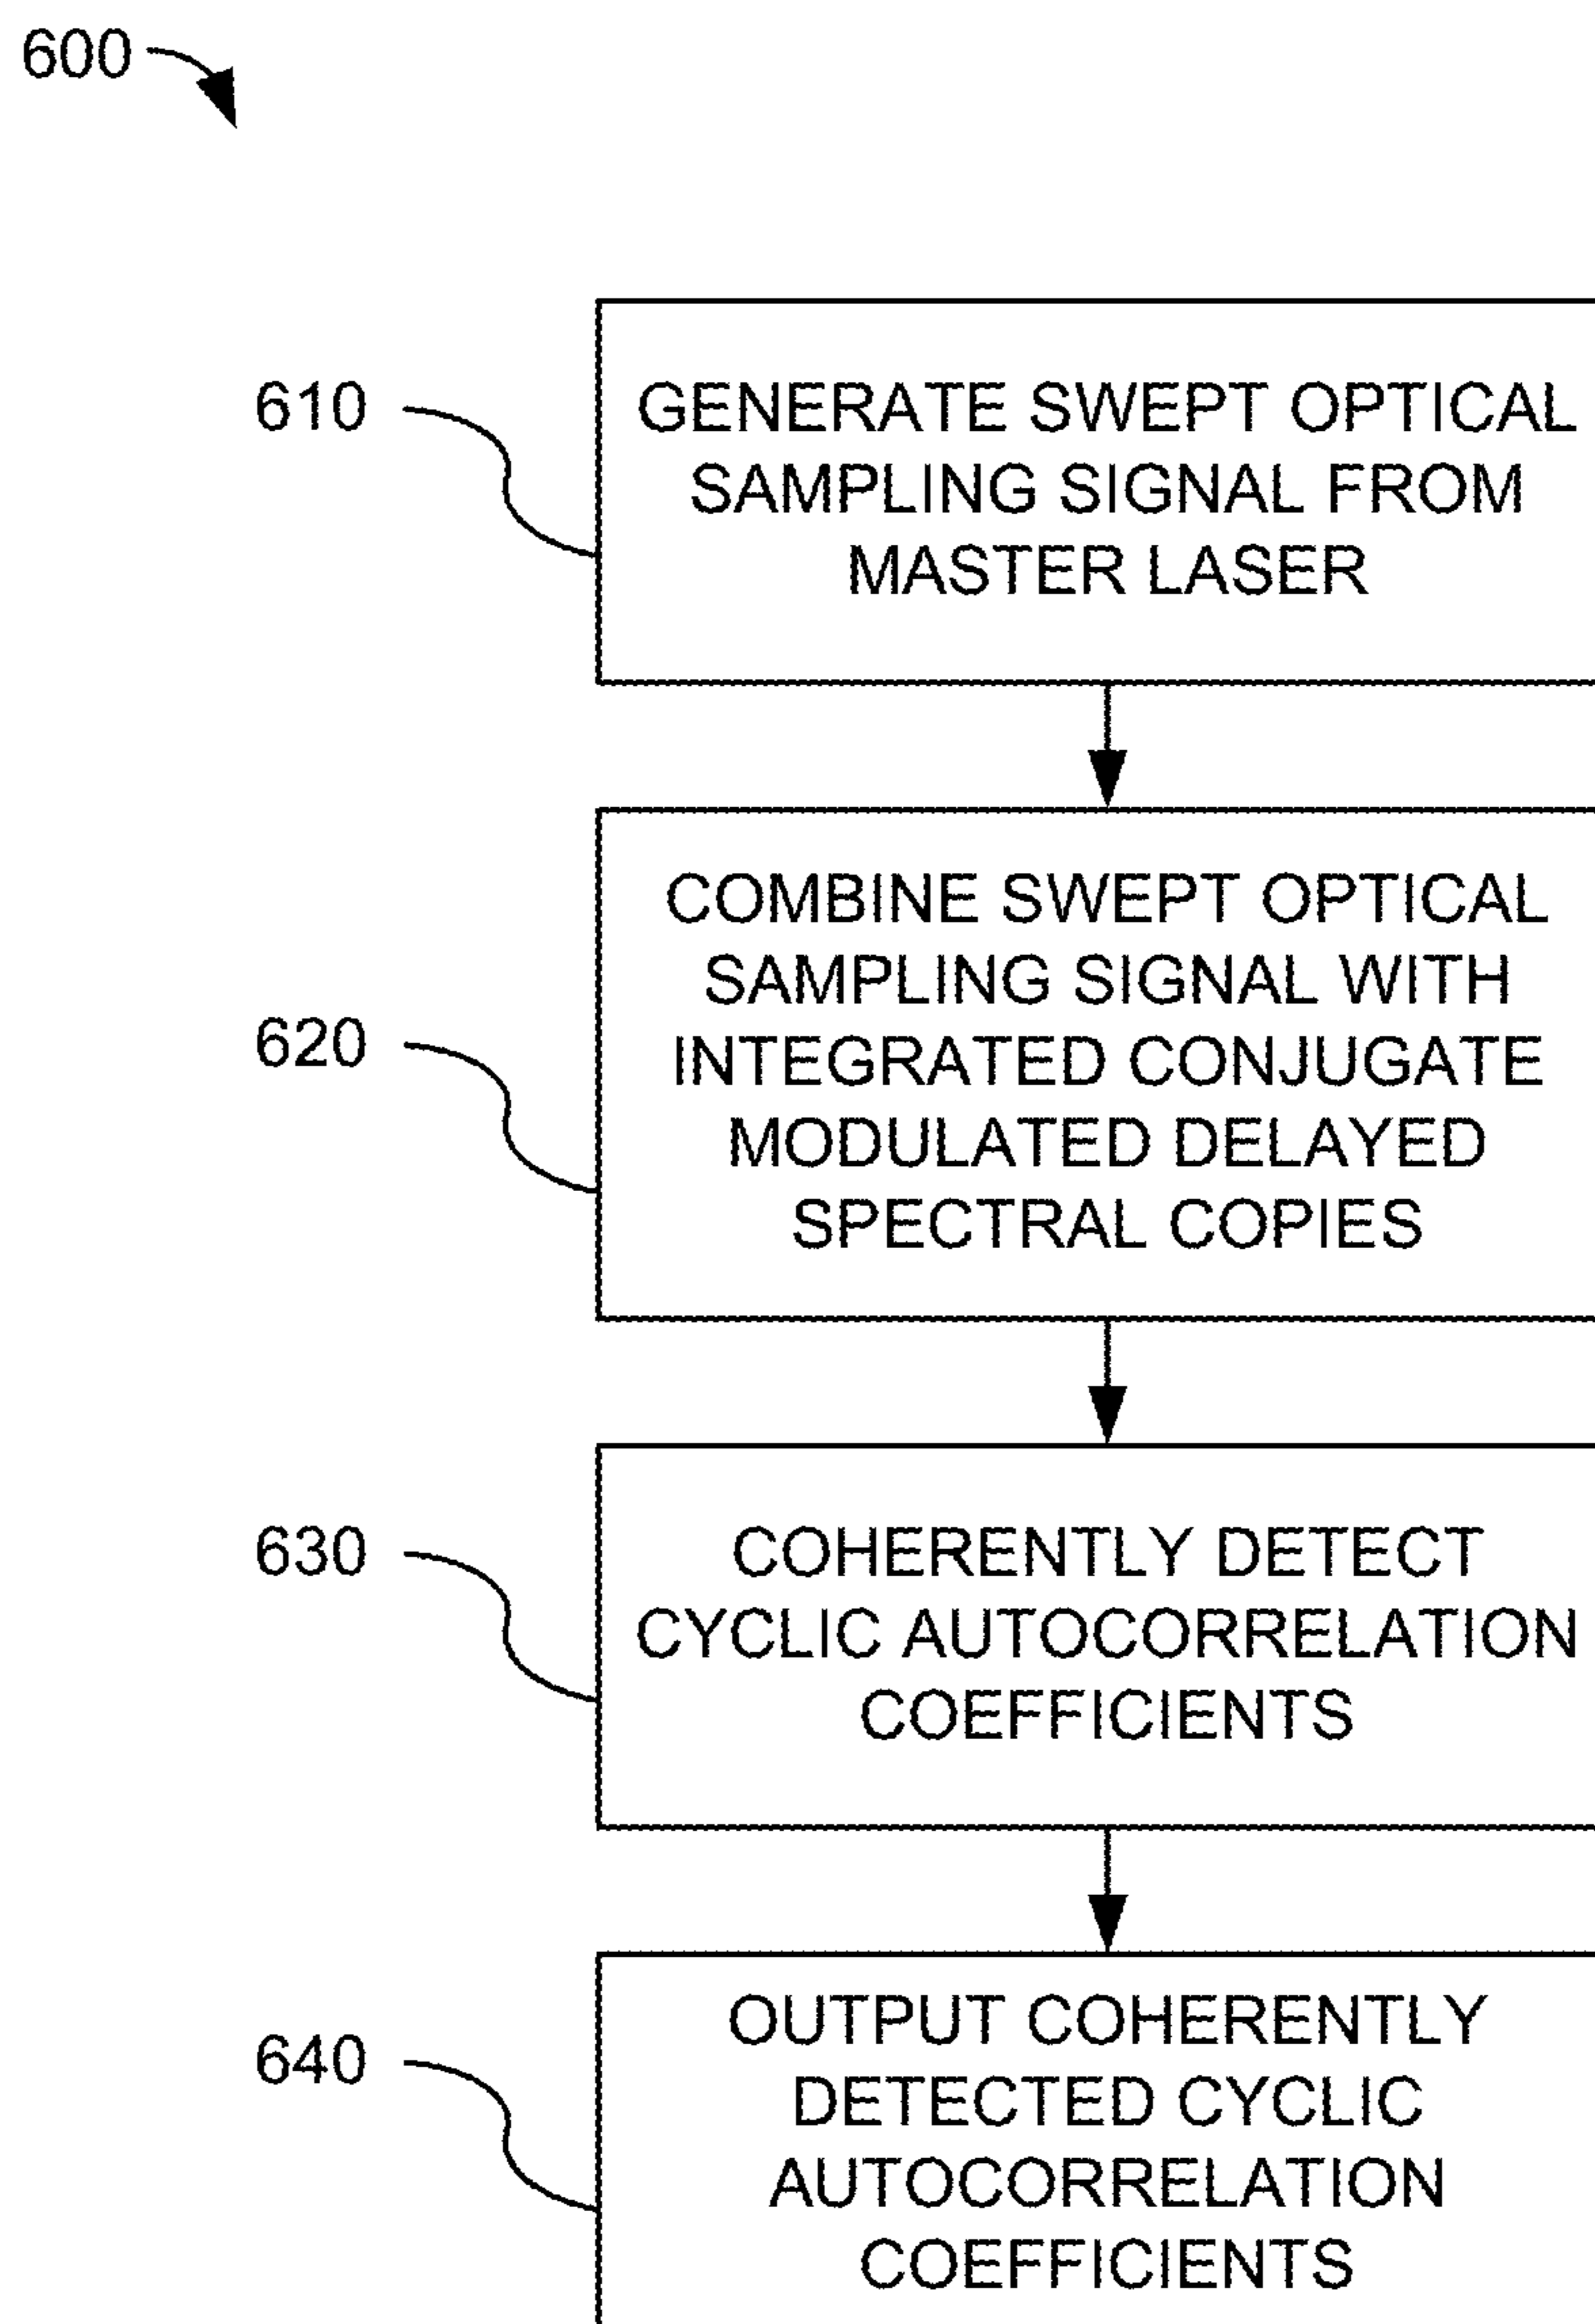 600
610
GENERATE SWEPT OPTICAL
SAMPLING SIGNAL FROM
MASTER LASER
620
COMBINE SWEPT OPTICAL
SAMPLING SIGNAL WITH
INTEGRATED CONJUGATE
MODULATED DELAYED
SPECTRAL COPIES
630
COHERENTLY DETECT
CYCLIC AUTOCORRELATION
COEFFICIENTS
640
OUTPUT COHERENTLY
DETECTED CYCLIC
AUTOCORRELATION
COEFFICIENTS